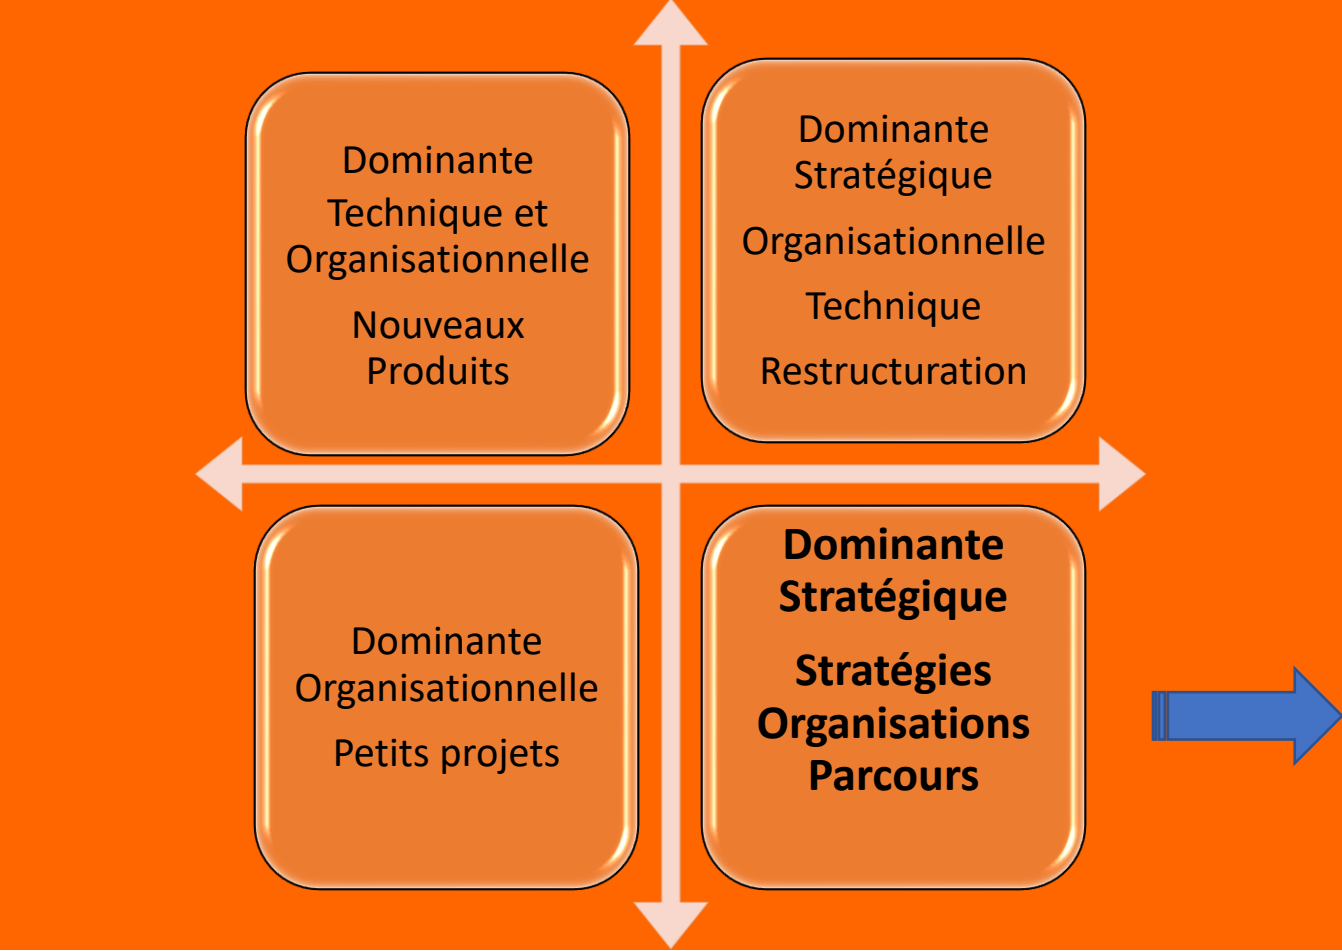 Dominante
Technique et
Organisationnelle
Nouveaux
Produits
Dominante
Stratégique
Organisationnelle
Technique
Restructuration
Dominante
Organisationnelle
Petits projets
Dominante
Stratégique
Stratégies
Organisations
Parcours